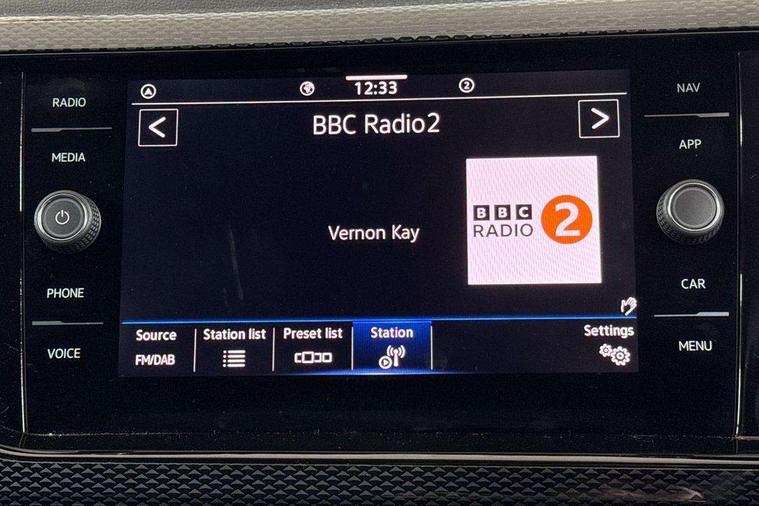 RADIO
MEDIA
PHONE
VOICE
12:33
2
BBC Radio2
Vernon Kay
BBC
RADIO 2
Source
FM/DAB
Station list
Preset list
Station
Settings
NAV
APP
CAR
MENU